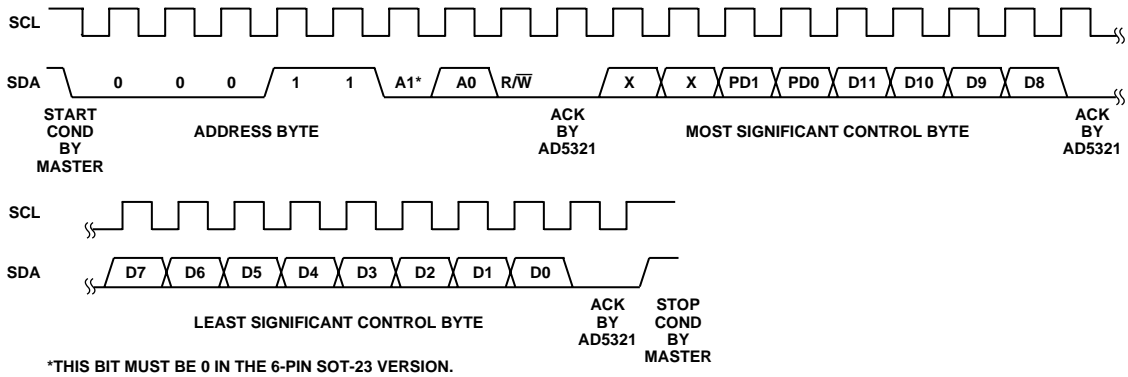 SCL
SDA 0 0 0 1 1 A1* A0 R/W̅ X X PD1 PD0 D11 D10 D9 D8
START COND BY MASTER
ADDRESS BYTE
ACK BY AD5321
MOST SIGNIFICANT CONTROL BYTE
ACK BY AD5321
SCL
SDA D7 D6 D5 D4 D3 D2 D1 D0
LEAST SIGNIFICANT CONTROL BYTE
ACK BY AD5321
STOP COND BY MASTER
*THIS BIT MUST BE 0 IN THE 6-PIN SOT-23 VERSION.